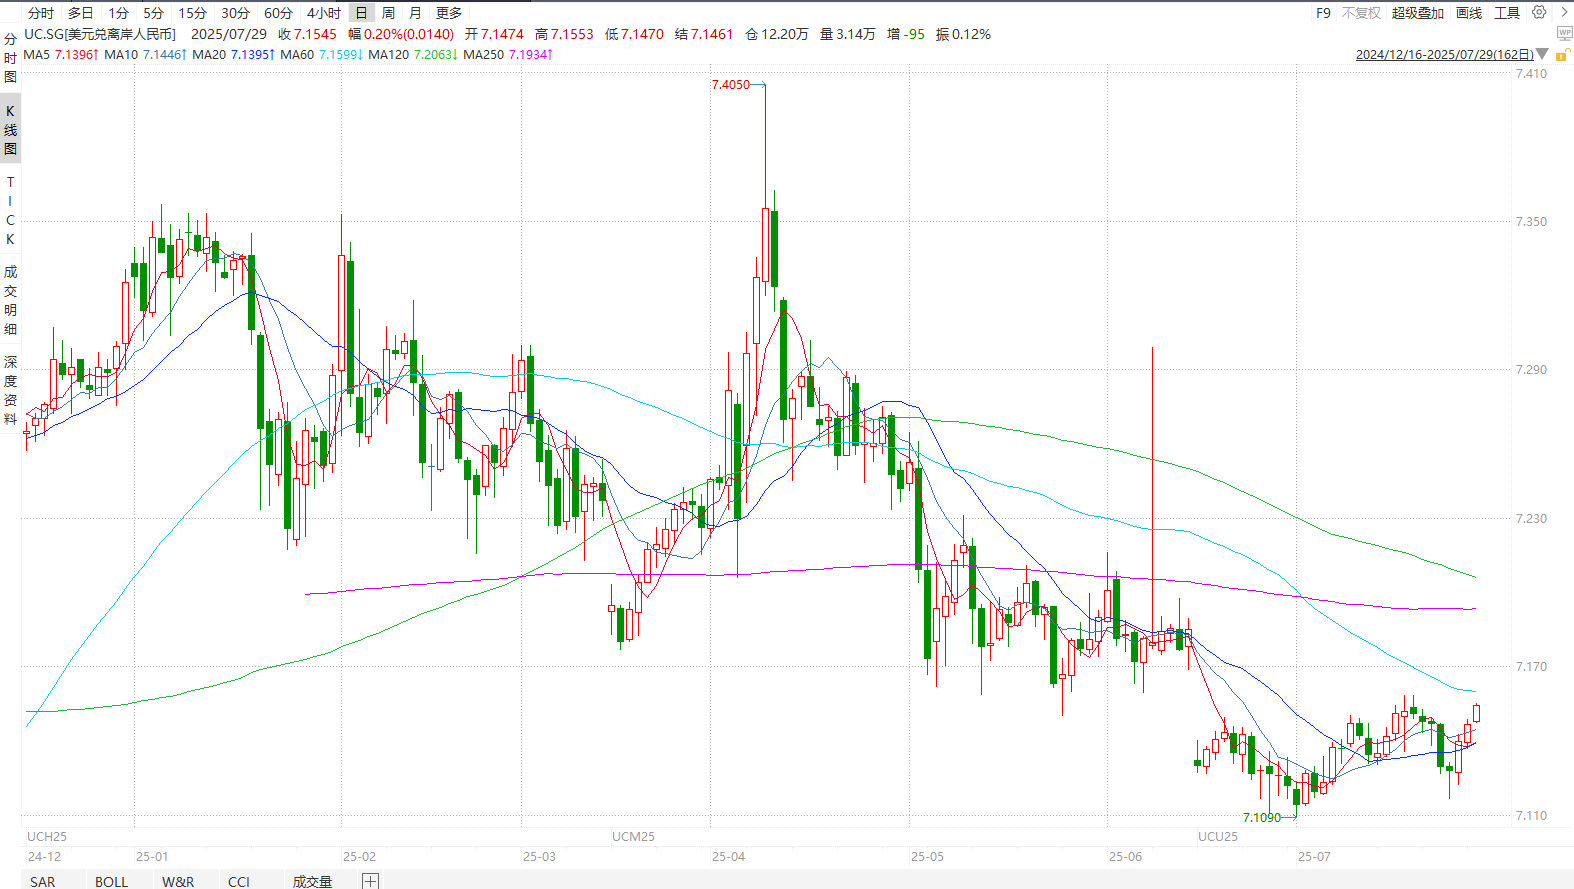 分时 多日 1分 5分 15分 30分 60分 4小时 日 周 月 更多 F9 不复权 超级叠加 画线 工具
UC.SG[美元兑离岸人民币] 2025/07/29 收 7.1545 幅 0.20%(0.0140) 开 7.1474 高 7.1553 低 7.1470 结 7.1461 仓 12.20万 量 3.14万 增 -95 振 0.12%
MA5 7.1396↑ MA10 7.1446↑ MA20 7.1395↑ MA60 7.1599↓ MA120 7.2063↓ MA250 7.1934↑ 2024/12/16-2025/07/29(162日)
WP
分时图
K线图
TICK
成交明细
深度资料
7.410
7.4050
7.350
7.290
7.230
7.170
7.110
7.1090
UCH25 UCM25 UCU25
24-12 25-01 25-02 25-03 25-04 25-05 25-06 25-07
SAR BOLL W&R CCI 成交量